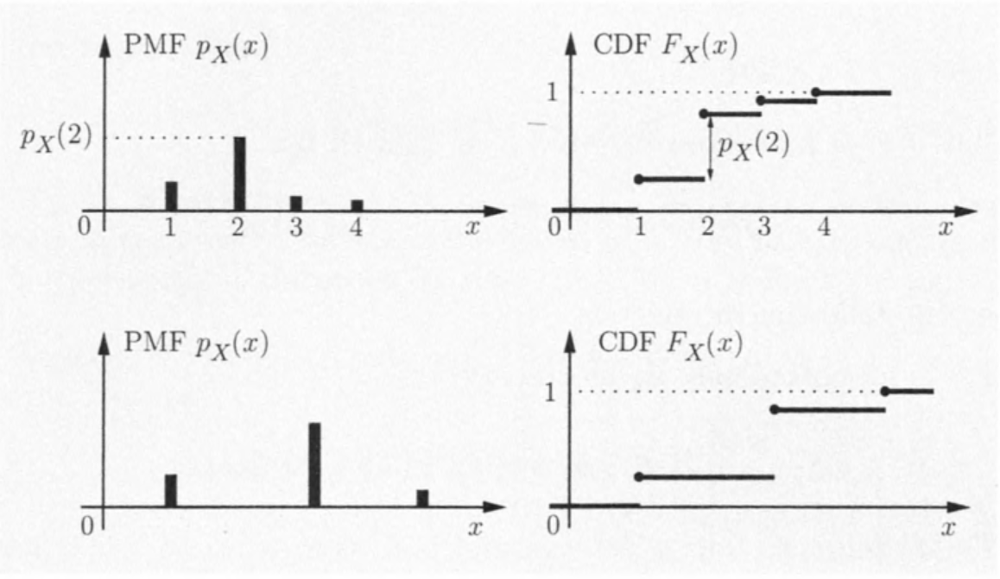 PMF p_X(x)
p_X(2)
0 1 2 3 4 x
CDF F_X(x)
1
p_X(2)
0 1 2 3 4 x
PMF p_X(x)
0 x
CDF F_X(x)
1
0 x